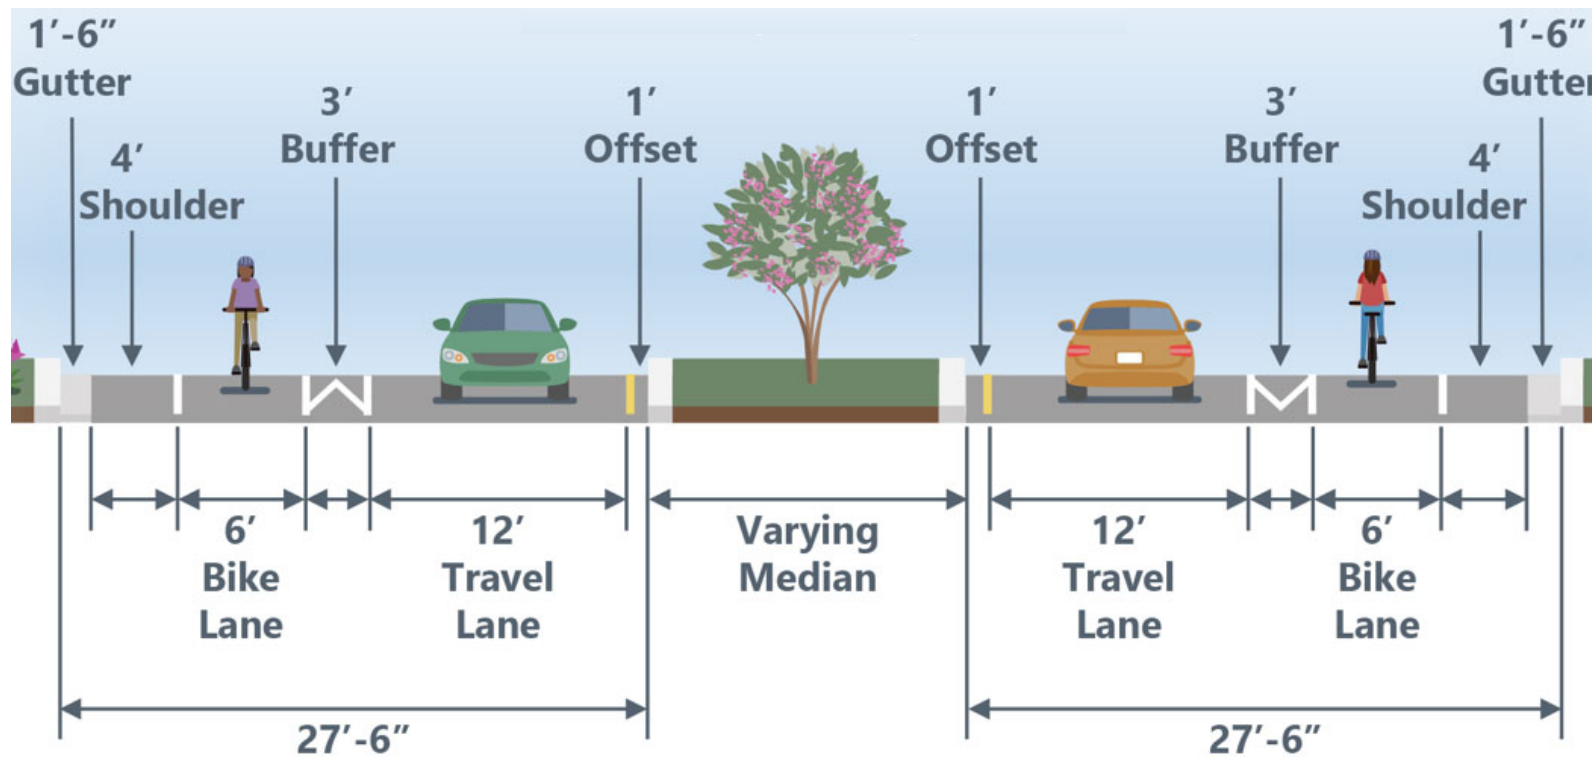 1’-6”
Gutter
4’
Shoulder
3’
Buffer
1’
Offset
1’
Offset
3’
Buffer
4’
Shoulder
1’-6”
Gutter
6’
Bike
Lane
12’
Travel
Lane
Varying
Median
12’
Travel
Lane
6’
Bike
Lane
27’-6”
27’-6”